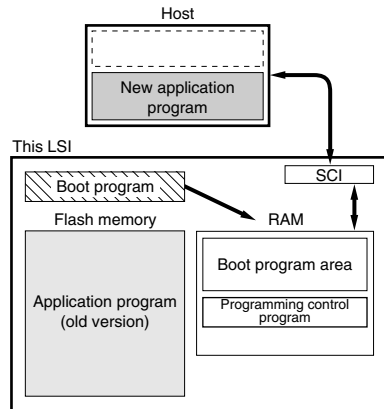 Host
New application
program
This LSI
SCI
Boot program
Flash memory
RAM
Application program
(old version)
Boot program area
Programming control
program